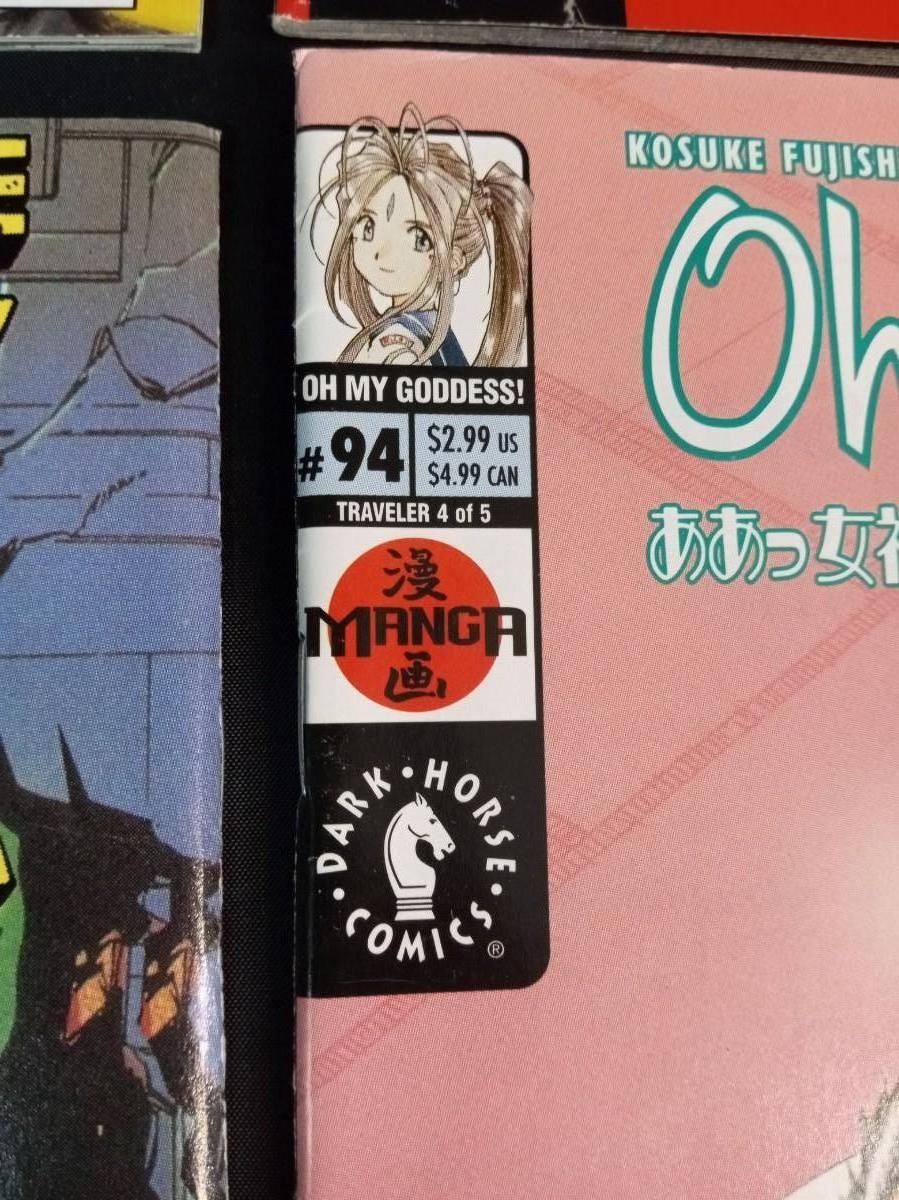 KOSUKE FUJISH
Oh
ああっ女神
OH MY GODDESS!
#94
$2.99 US
$4.99 CAN
TRAVELER 4 of 5
漫
MANGA
画
DARK HORSE COMICS ®